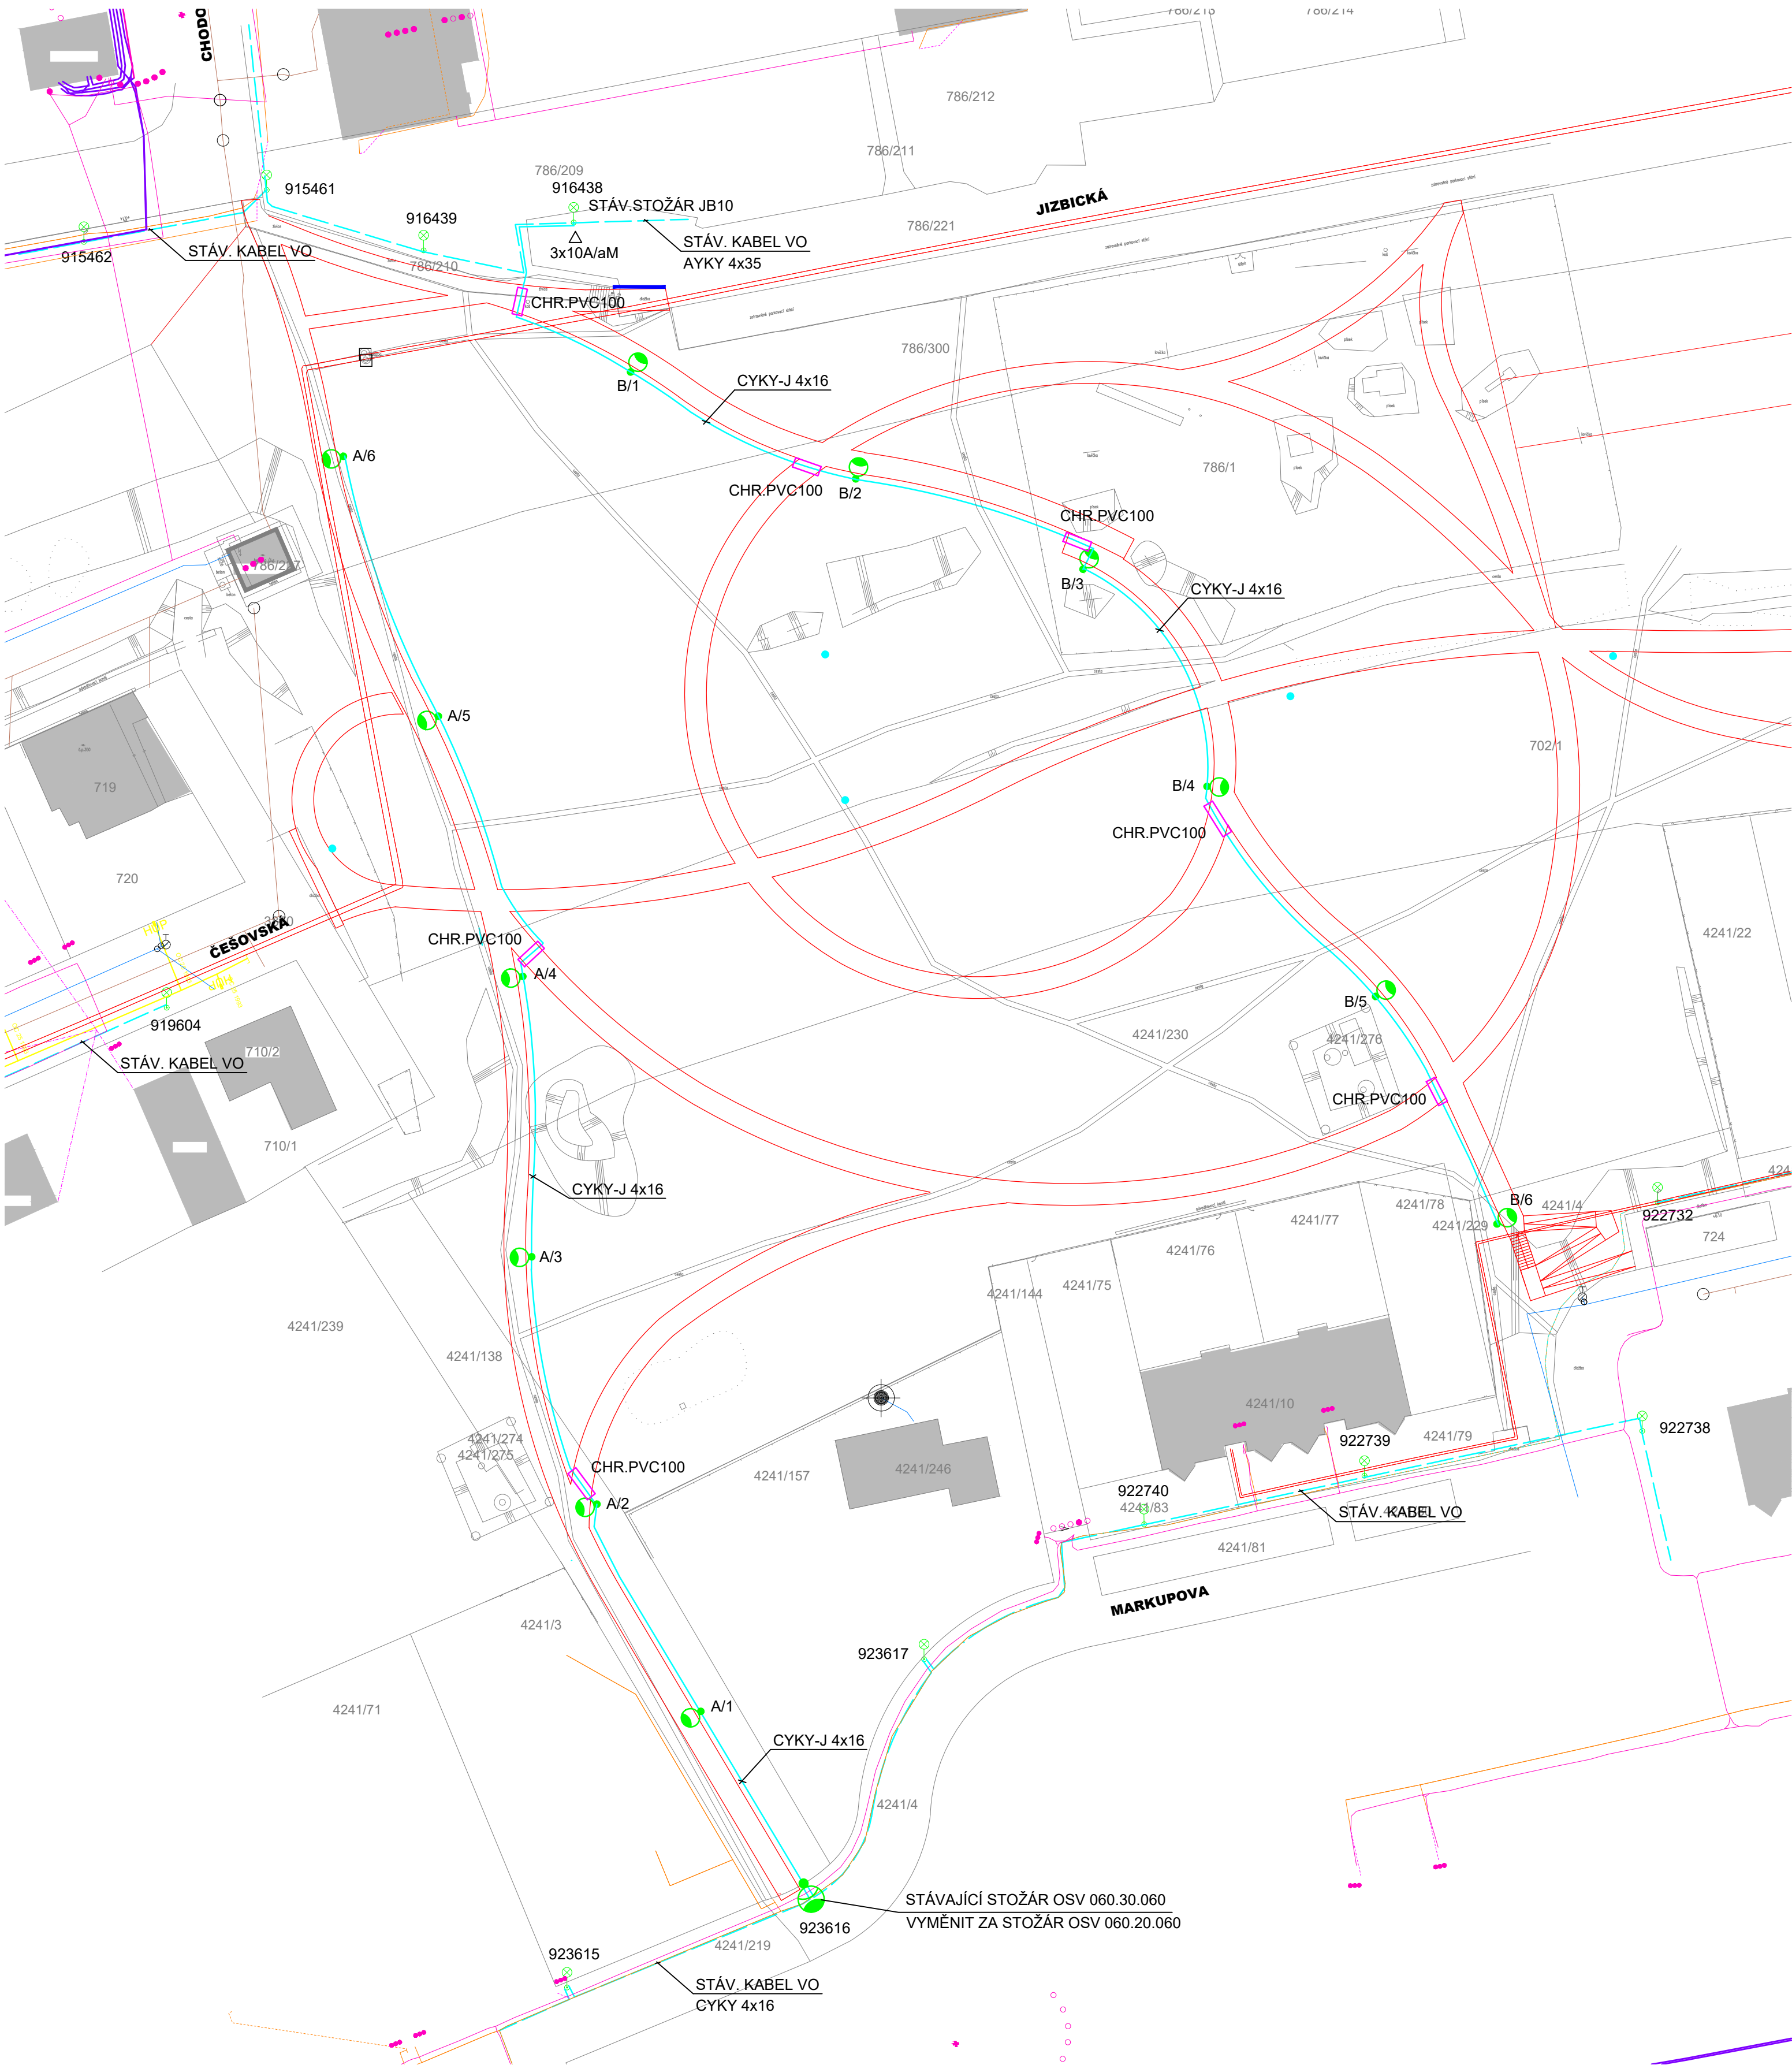 786/213
786/214
CHODO
786/212
786/211
786/209
915461
916438
STÁV.STOŽÁR JB10
JIZBICKÁ
916439
786/221
915462
STÁV. KABEL VO
3x10A/aM
STÁV. KABEL VO
AYKY 4x35
786/210
CHR.PVC100
786/300
B/1
CYKY-J 4x16
A/6
786/1
CHR.PVC100
B/2
CHR.PVC100
786/227
B/3
CYKY-J 4x16
A/5
702/1
719
B/4
CHR.PVC100
720
ČEŠOVSKÁ
CHR.PVC100
4241/22
A/4
B/5
919604
4241/230
4241/276
710/2
STÁV. KABEL VO
CHR.PVC100
710/1
424
CYKY-J 4x16
B/6
4241/78
4241/4
4241/77
4241/229
922732
724
4241/76
A/3
4241/75
4241/144
4241/239
4241/138
4241/10
922738
4241/274
4241/275
922739
4241/79
CHR.PVC100
4241/157
4241/246
922740
4241/83
A/2
STÁV. KABEL VO
4241/81
MARKUPOVA
4241/3
923617
4241/71
A/1
CYKY-J 4x16
4241/4
STÁVAJÍCÍ STOŽÁR OSV 060.30.060
VYMĚNIT ZA STOŽÁR OSV 060.20.060
923616
4241/219
923615
STÁV. KABEL VO
CYKY 4x16